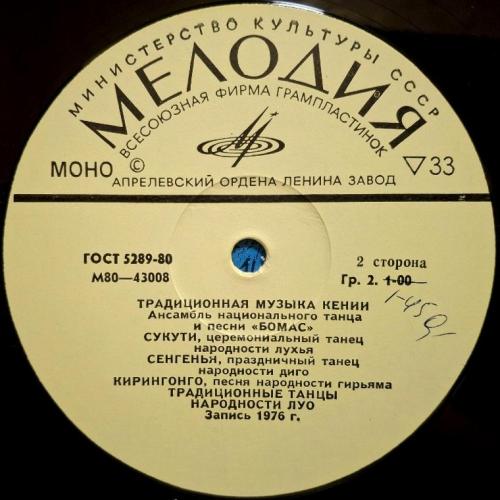 МИНИСТЕРСТВО КУЛЬТУРЫ СССР
МЕЛОДИЯ
ВСЕСОЮЗНАЯ ФИРМА ГРАМПЛАСТИНОК
МОНО © ▽ 33
АПРЕЛЕВСКИЙ ОРДЕНА ЛЕНИНА ЗАВОД
ГОСТ 5289-80 2 сторона
М80—43008 Гр. 2. 1-00
1-45
ТРАДИЦИОННАЯ МУЗЫКА КЕНИИ
Ансамбль национального танца
и песни «БОМАС»
СУКУТИ, церемониальный танец
народности лухья
СЕНГЕНЬЯ, праздничный танец
народности диго
КИРИНГОНГО, песня народности гирьяма
ТРАДИЦИОННЫЕ ТАНЦЫ
НАРОДНОСТИ ЛУО
Запись 1976 г.